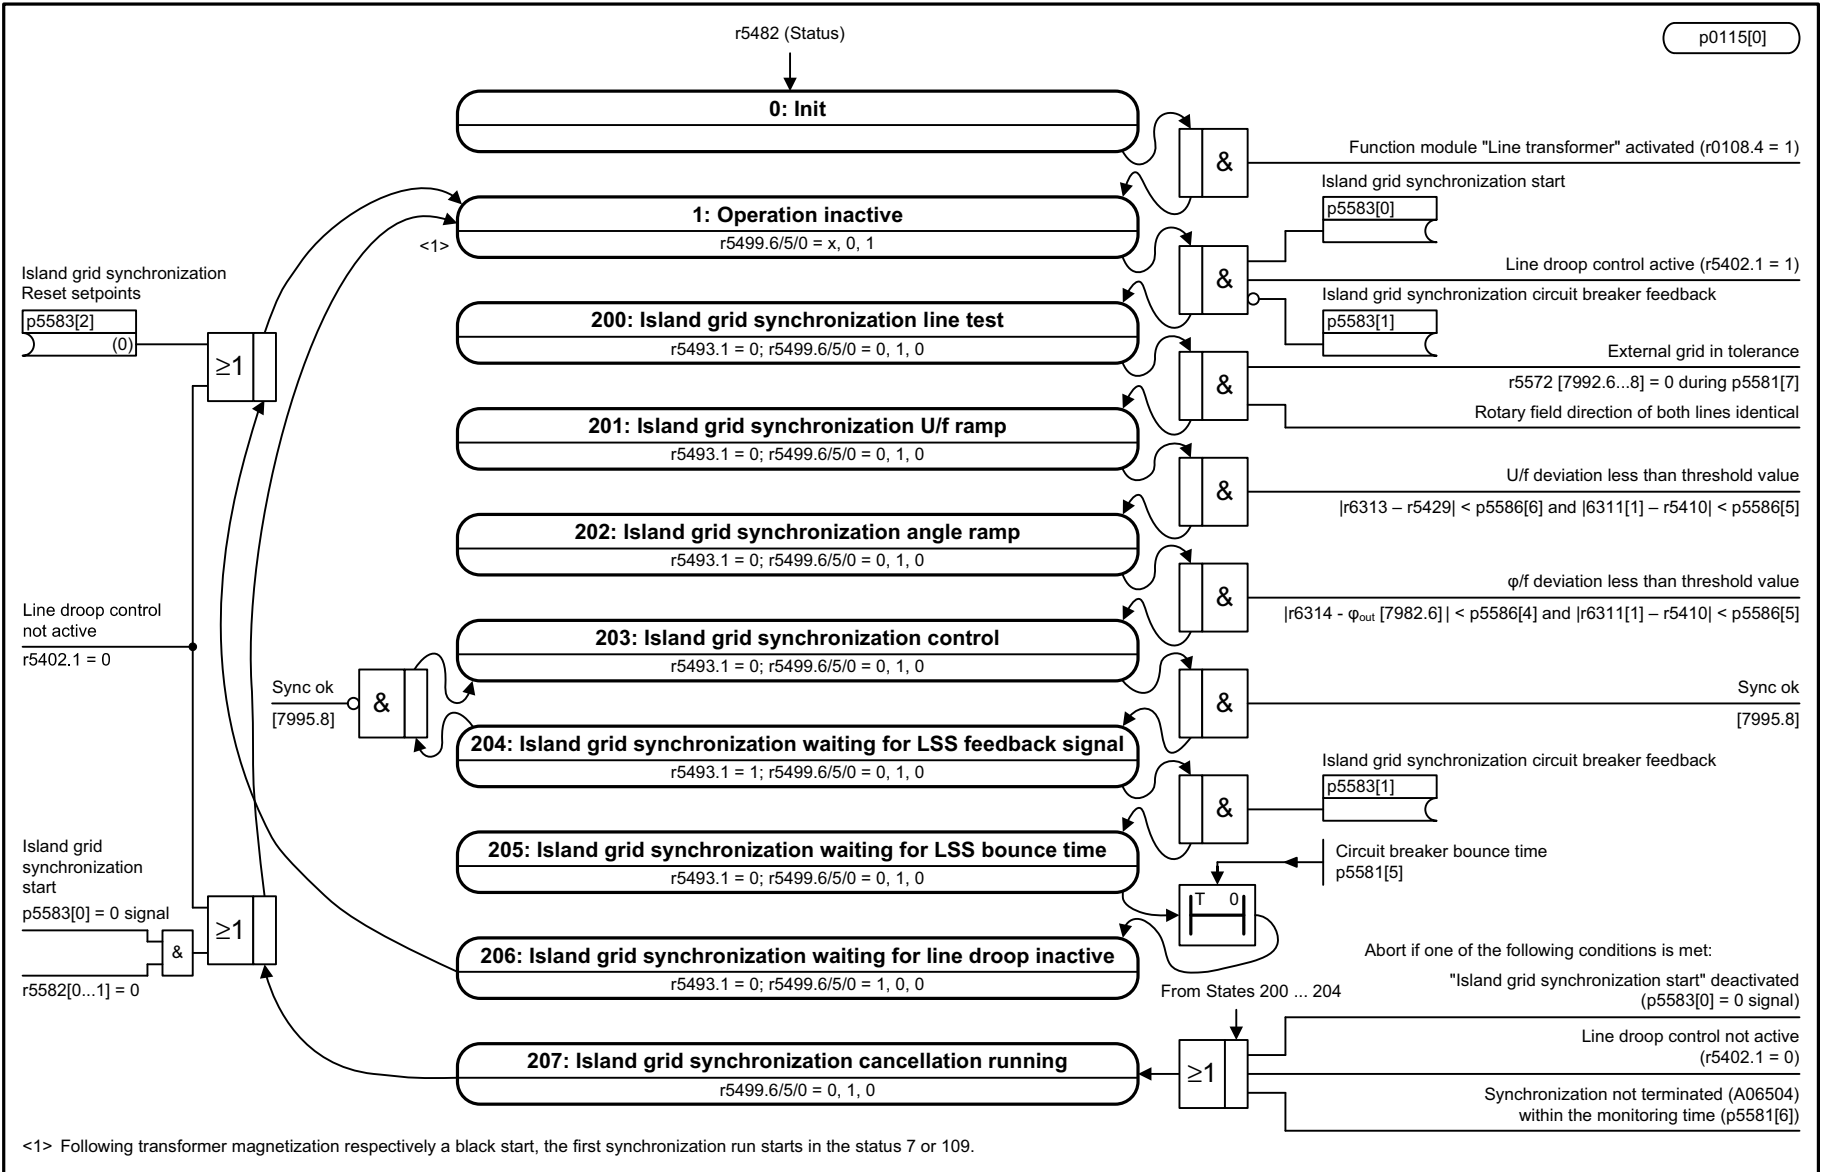 r5482 (Status)
p0115[0]
0: Init
&
Function module "Line transformer" activated (r0108.4 = 1)
1: Operation inactive
r5499.6/5/0 = x, 0, 1
<1>
Island grid synchronization start
p5583[0]
&
Line droop control active (r5402.1 = 1)
Island grid synchronization circuit breaker feedback
p5583[1]
Island grid synchronization
Reset setpoints
p5583[2]
(0)
≥1
200: Island grid synchronization line test
r5493.1 = 0; r5499.6/5/0 = 0, 1, 0
&
External grid in tolerance
r5572 [7992.6...8] = 0 during p5581[7]
Rotary field direction of both lines identical
201: Island grid synchronization U/f ramp
r5493.1 = 0; r5499.6/5/0 = 0, 1, 0
&
U/f deviation less than threshold value
|r6313 – r5429| < p5586[6] and |6311[1] – r5410| < p5586[5]
202: Island grid synchronization angle ramp
r5493.1 = 0; r5499.6/5/0 = 0, 1, 0
&
φ/f deviation less than threshold value
|r6314 - φout [7982.6]| < p5586[4] and |r6311[1] – r5410| < p5586[5]
Line droop control
not active
r5402.1 = 0
203: Island grid synchronization control
r5493.1 = 0; r5499.6/5/0 = 0, 1, 0
Sync ok
[7995.8]
&
&
Sync ok
[7995.8]
204: Island grid synchronization waiting for LSS feedback signal
r5493.1 = 1; r5499.6/5/0 = 0, 1, 0
&
Island grid synchronization circuit breaker feedback
p5583[1]
205: Island grid synchronization waiting for LSS bounce time
r5493.1 = 0; r5499.6/5/0 = 0, 1, 0
Circuit breaker bounce time
p5581[5]
T 0
Island grid
synchronization
start
p5583[0] = 0 signal
&
≥1
r5582[0...1] = 0
206: Island grid synchronization waiting for line droop inactive
r5493.1 = 0; r5499.6/5/0 = 1, 0, 0
From States 200 ... 204
Abort if one of the following conditions is met:
"Island grid synchronization start" deactivated
(p5583[0] = 0 signal)
Line droop control not active
(r5402.1 = 0)
Synchronization not terminated (A06504)
within the monitoring time (p5581[6])
≥1
207: Island grid synchronization cancellation running
r5499.6/5/0 = 0, 1, 0
<1> Following transformer magnetization respectively a black start, the first synchronization run starts in the status 7 or 109.